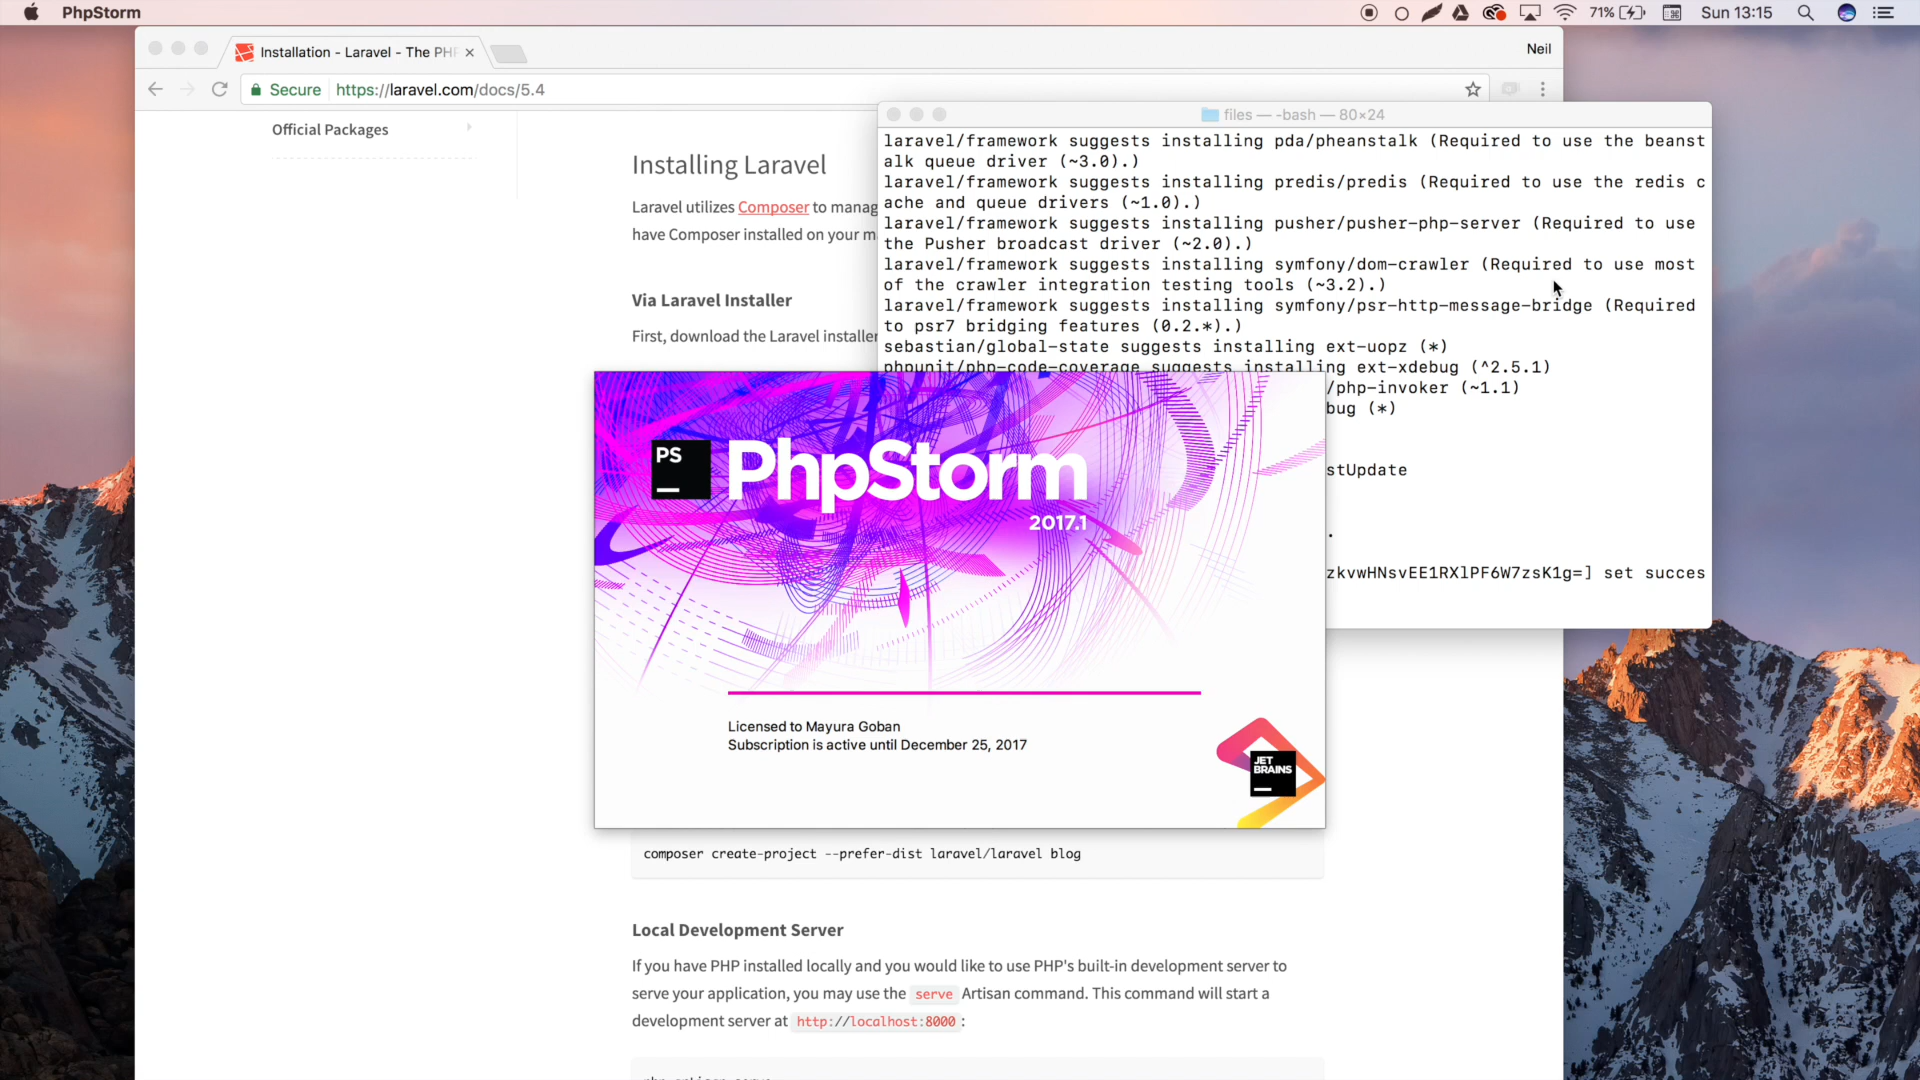 PhpStorm
71%
Sun 13:15
Installation - Laravel - The PHP
Neil
Secure
https://laravel.com/docs/5.4
Official Packages
Installing Laravel
Laravel utilizes Composer to manag
have Composer installed on your m
Via Laravel Installer
First, download the Laravel installer
files — -bash — 80×24
laravel/framework suggests installing pda/pheanstalk (Required to use the beanst
alk queue driver (~3.0).)
laravel/framework suggests installing predis/predis (Required to use the redis c
ache and queue drivers (~1.0).)
laravel/framework suggests installing pusher/pusher-php-server (Required to use
the Pusher broadcast driver (~2.0).)
laravel/framework suggests installing symfony/dom-crawler (Required to use most
of the crawler integration testing tools (~3.2).)
laravel/framework suggests installing symfony/psr-http-message-bridge (Required
to psr7 bridging features (0.2.*).)
sebastian/global-state suggests installing ext-uopz (*)
phpunit/php-code-coverage suggests installing ext-xdebug (^2.5.1)
/php-invoker (~1.1)
bug (*)
stUpdate
.
zkvwHNsvEE1RXlPF6W7zsK1g=] set succes
PS
PhpStorm
2017.1
Licensed to Mayura Goban
Subscription is active until December 25, 2017
JET
BRAINS
composer create-project --prefer-dist laravel/laravel blog
Local Development Server
If you have PHP installed locally and you would like to use PHP's built-in development server to
serve your application, you may use the serve Artisan command. This command will start a
development server at http://localhost:8000 :